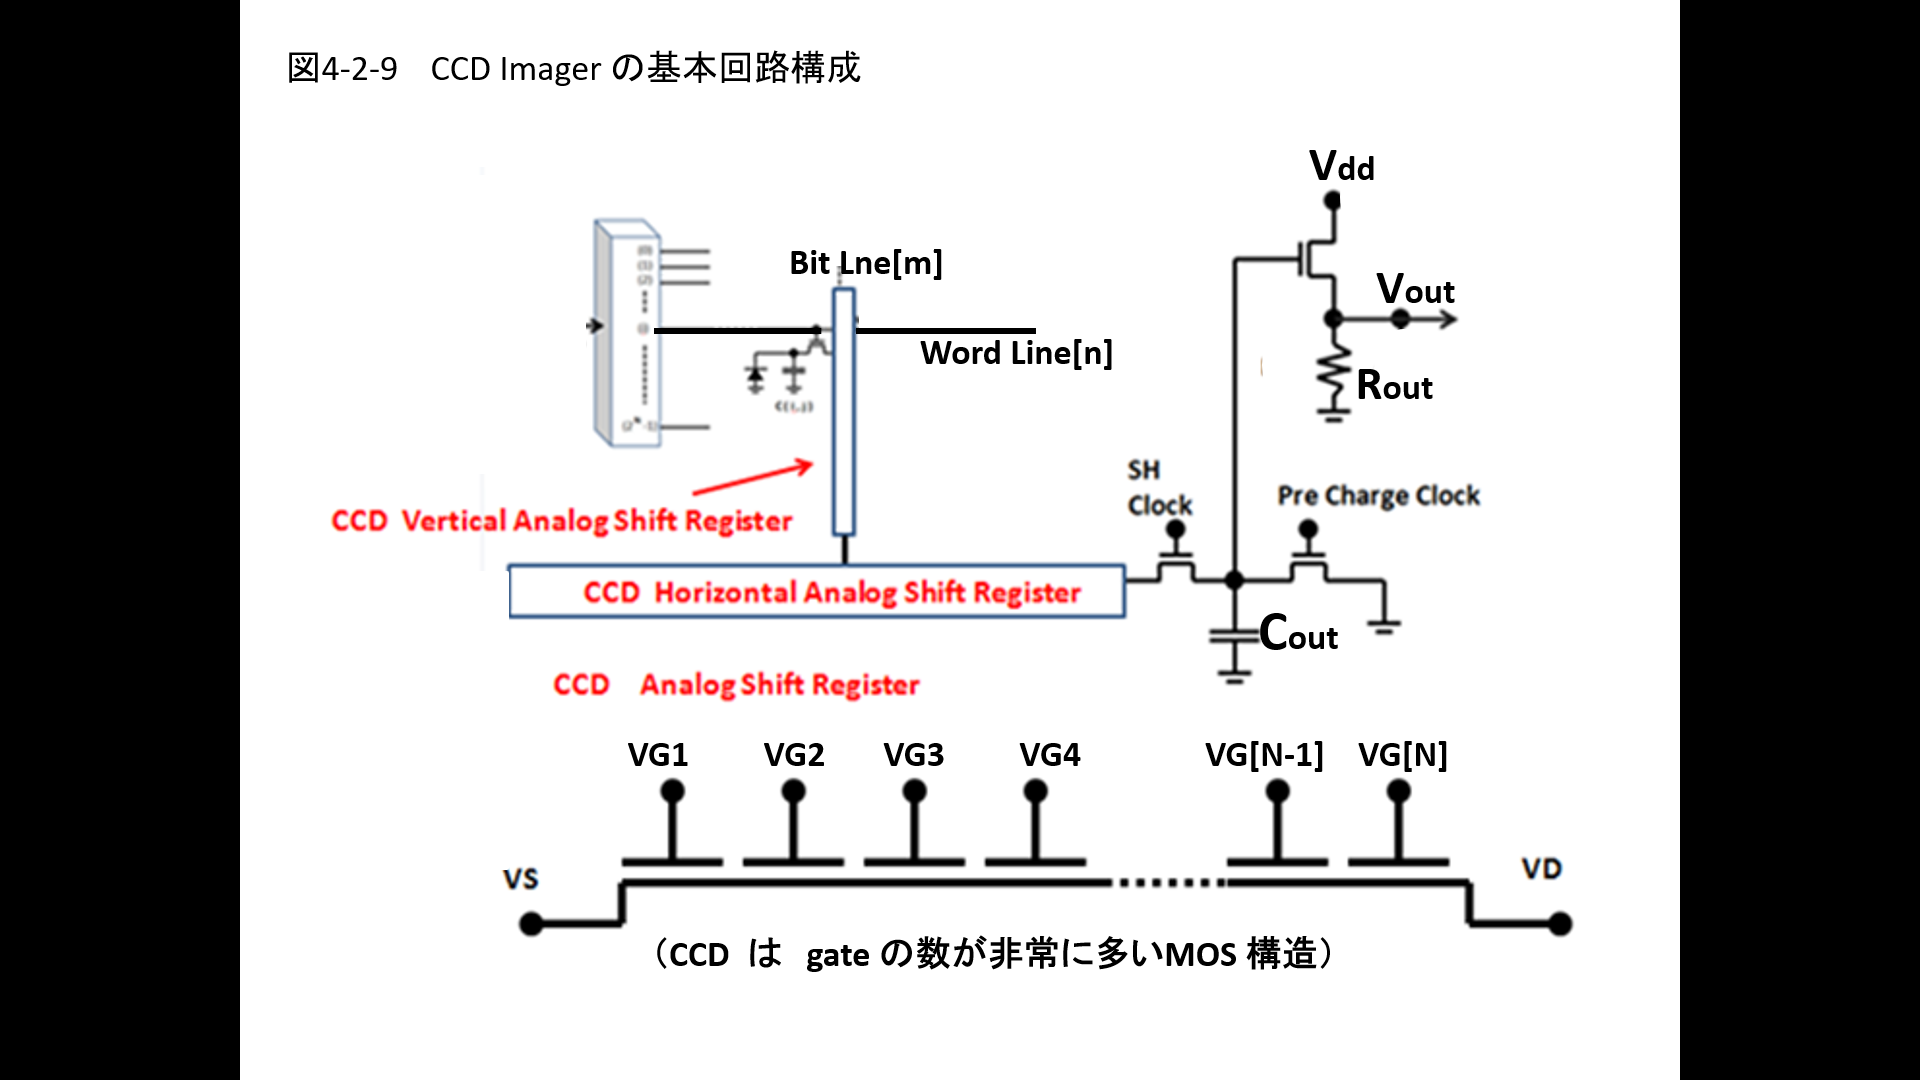 図4-2-9　CCD Imager の基本回路構成
Vdd
(0)
(1)
(2)
Bit Lne[m]
Vout
Word Line[n]
Rout
SH
Clock
Pre Charge Clock
CCD Vertical Analog Shift Register
CCD Horizontal Analog Shift Register
Cout
CCD Analog Shift Register
VG1 VG2 VG3 VG4 VG[N-1] VG[N]
VS
VD
（CCD は gate の数が非常に多いMOS 構造）